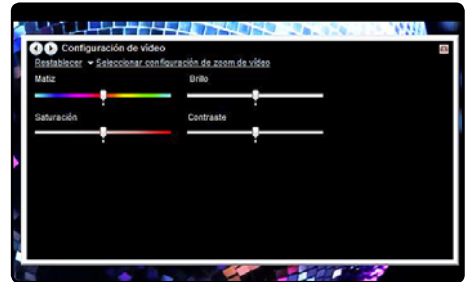 Configuración de vídeo
Restablecer Seleccionar configuración de zoom de vídeo
Matiz Brillo
Saturación Contraste